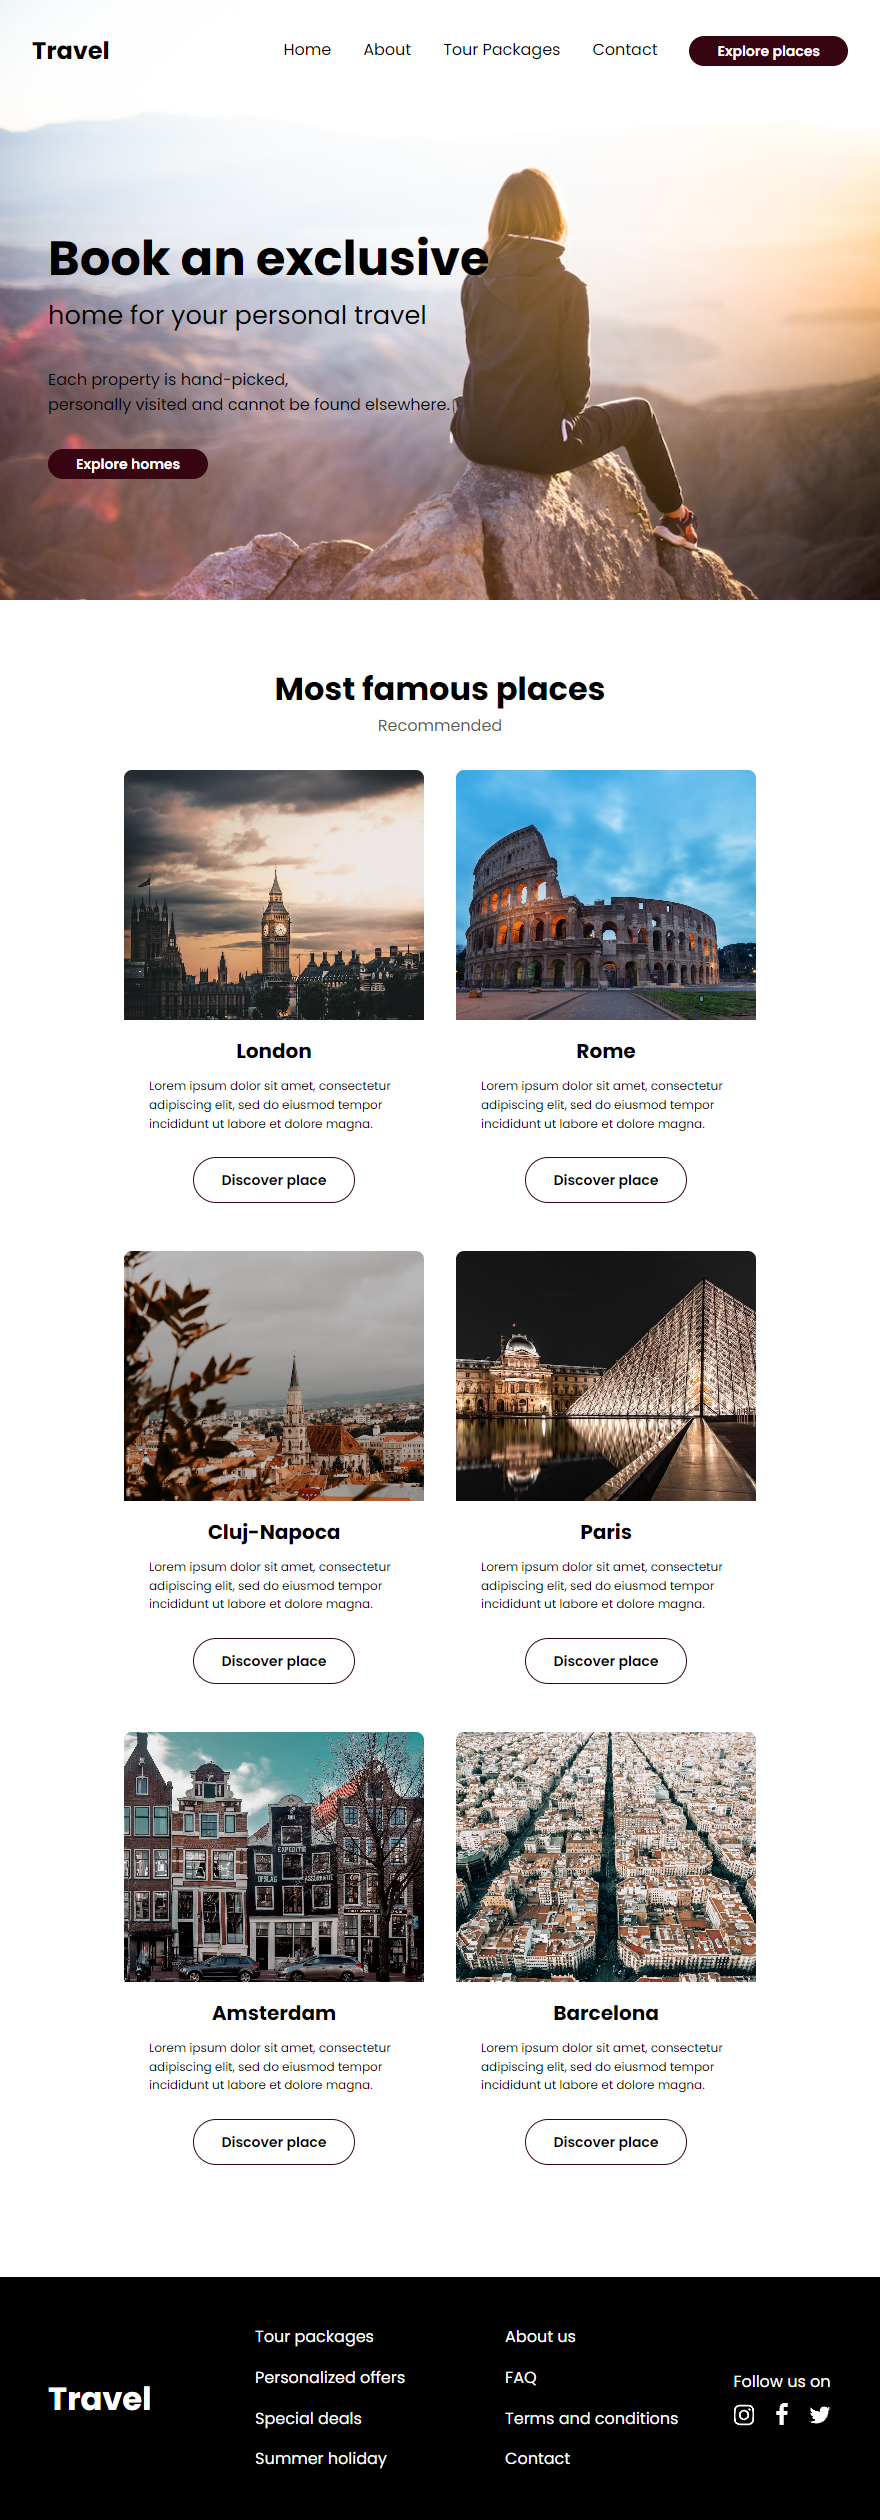 Travel
Home
About
Tour Packages
Contact
Explore places
Book an exclusive
home for your personal travel
Each property is hand-picked,
personally visited and cannot be found elsewhere.
Explore homes
Most famous places
Recommended
London
Lorem ipsum dolor sit amet, consectetur
adipiscing elit, sed do eiusmod tempor
incididunt ut labore et dolore magna.
Discover place
Rome
Lorem ipsum dolor sit amet, consectetur
adipiscing elit, sed do eiusmod tempor
incididunt ut labore et dolore magna.
Discover place
Cluj-Napoca
Lorem ipsum dolor sit amet, consectetur
adipiscing elit, sed do eiusmod tempor
incididunt ut labore et dolore magna.
Discover place
Paris
Lorem ipsum dolor sit amet, consectetur
adipiscing elit, sed do eiusmod tempor
incididunt ut labore et dolore magna.
Discover place
EXPEDITIE
OPSLAG
Amsterdam
Lorem ipsum dolor sit amet, consectetur
adipiscing elit, sed do eiusmod tempor
incididunt ut labore et dolore magna.
Discover place
Barcelona
Lorem ipsum dolor sit amet, consectetur
adipiscing elit, sed do eiusmod tempor
incididunt ut labore et dolore magna.
Discover place
Travel
Tour packages
Personalized offers
Special deals
Summer holiday
About us
FAQ
Terms and conditions
Contact
Follow us on